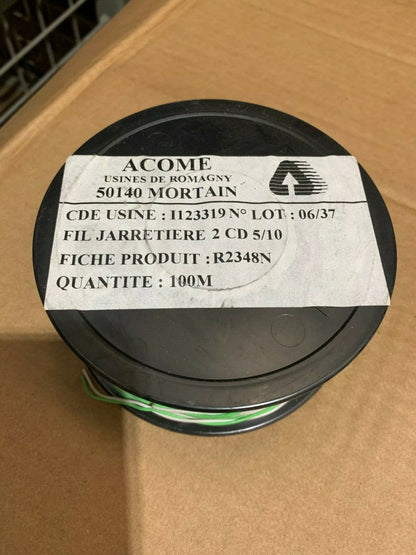 ACOME
USINES DE ROMAGNY
50140 MORTAIN
CDE USINE : I123319 N° LOT : 06/37
FIL JARRETIERE 2 CD 5/10
FICHE PRODUIT : R2348N
QUANTITE : 100M